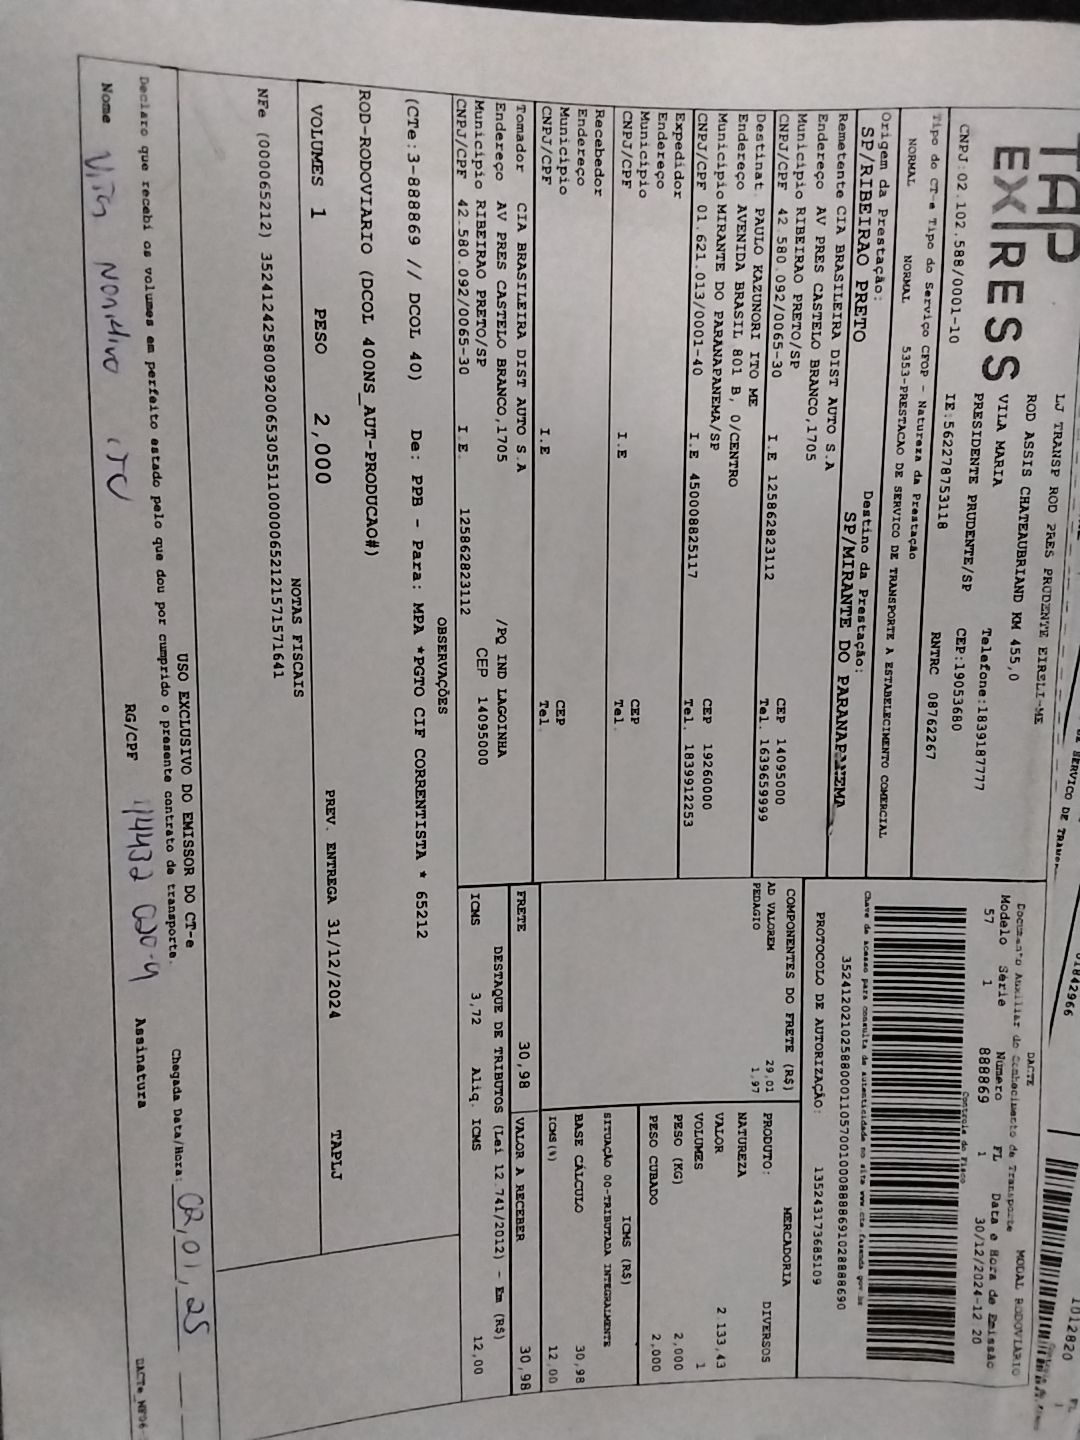 TAP
EX/RESS
LJ TRANSP ROD PRES PRUDENTE EIRELI-ME
ROD ASSIS CHATEAUBRIAND KM 455,0
VILA MARIA
PRESIDENTE PRUDENTE/SP
Telefone:1839187777
CEP:19053680
CNPJ:02.102.588/0001-10
IE:562278753118
RNTRC 08762267
Tipo do CT-e Tipo do Serviço CFOP - Natureza da Prestação
NORMAL NORMAL 5353-PRESTACAO DE SERVICO DE TRANSPORTE A ESTABELECIMENTO COMERCIAL
Origem da Prestação: Destino da Prestação:
SP/RIBEIRAO PRETO SP/MIRANTE DO PARANAPANEMA
Remetente CIA BRASILEIRA DIST AUTO S.A
Endereço AV PRES CASTELO BRANCO,1705
Município RIBEIRAO PRETO/SP CEP 14095000
CNPJ/CPF 42.580.092/0065-30 I.E 125862823112 Tel. 1639659999
Destinat. PAULO KAZUNORI ITO ME
Endereço AVENIDA BRASIL 801 B, 0/CENTRO
Município MIRANTE DO PARANAPANEMA/SP CEP 19260000
CNPJ/CPF 01.621.013/0001-40 I.E 450008825117 Tel. 1839912253
Expedidor
Endereço
Município CEP
CNPJ/CPF I.E Tel.
Recebedor
Endereço
Município CEP
CNPJ/CPF I.E Tel.
Tomador CIA BRASILEIRA DIST AUTO S.A
Endereço AV PRES CASTELO BRANCO,1705 /PQ IND LAGOINHA
Município RIBEIRAO PRETO/SP CEP 14095000
CNPJ/CPF 42.580.092/0065-30 I.E. 125862823112
DACTE
Documento Auxiliar do Conhecimento de Transporte
MODAL RODOVIARIO
Modelo Série Número FL Data e Hora de Emissão
57 1 888869 1 30/12/2024-12:20
Controle do Fisco
Chave de acesso para consulta de autenticidade no site www.cte.fazenda.gov.br
PROTOCOLO DE AUTORIZAÇÃO: 135243173685109
COMPONENTES DO FRETE (R$)
AD VALOREM 29,01
PEDAGIO 1,97
MERCADORIA
PRODUTO: DIVERSOS
NATUREZA
VALOR 2.133,43
VOLUMES 1
PESO (KG) 2,000
PESO CUBADO 2,000
ICMS (R$)
SITUAÇÃO 00-TRIBUTADA INTEGRALMENTE
BASE CÁLCULO 30,98
ICMS(%) 12,00
FRETE 30,98 VALOR A RECEBER 30,98
DESTAQUE DE TRIBUTOS (Lei 12.741/2012) - Em (R$)
ICMS 3,72 Aliq. ICMS 12,00
OBSERVAÇÕES
(CTe:3-888869 // DCOL 40) De: PPB - Para: MPA *PGTO CIF CORRENTISTA * 65212
ROD-RODOVIARIO (DCOL 400NS_AUT-PRODUCAO#)
VOLUMES 1 PESO 2,000 PREV. ENTREGA 31/12/2024 TAPLJ
NOTAS FISCAIS
NFe (000065212)
USO EXCLUSIVO DO EMISSOR DO CT-e
Declaro que recebi os volumes em perfeito estado pelo que dou por cumprido o presente contrato de transporte.
Chegada Data/Hora: 02,01,25
Nome RG/CPF Assinatura